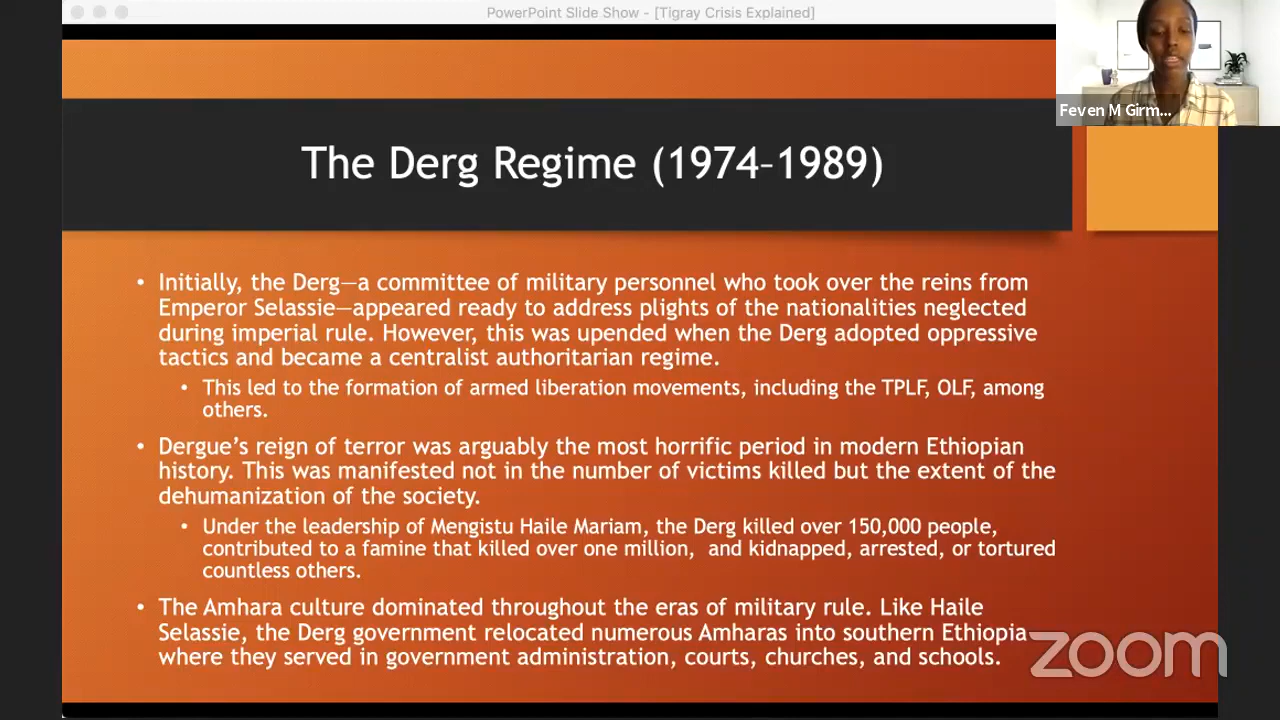 PowerPoint Slide Show - [Tigray Crisis Explained]
Feven M Girm...
The Derg Regime (1974–1989)
• Initially, the Derg—a committee of military personnel who took over the reins from
Emperor Selassie—appeared ready to address plights of the nationalities neglected
during imperial rule. However, this was upended when the Derg adopted oppressive
tactics and became a centralist authoritarian regime.
• This led to the formation of armed liberation movements, including the TPLF, OLF, among
others.
• Dergue's reign of terror was arguably the most horrific period in modern Ethiopian
history. This was manifested not in the number of victims killed but the extent of the
dehumanization of the society.
• Under the leadership of Mengistu Haile Mariam, the Derg killed over 150,000 people,
contributed to a famine that killed over one million, and kidnapped, arrested, or tortured
countless others.
• The Amhara culture dominated throughout the eras of military rule. Like Haile
Selassie, the Derg government relocated numerous Amharas into southern Ethiopia
where they served in government administration, courts, churches, and schools.
zoom